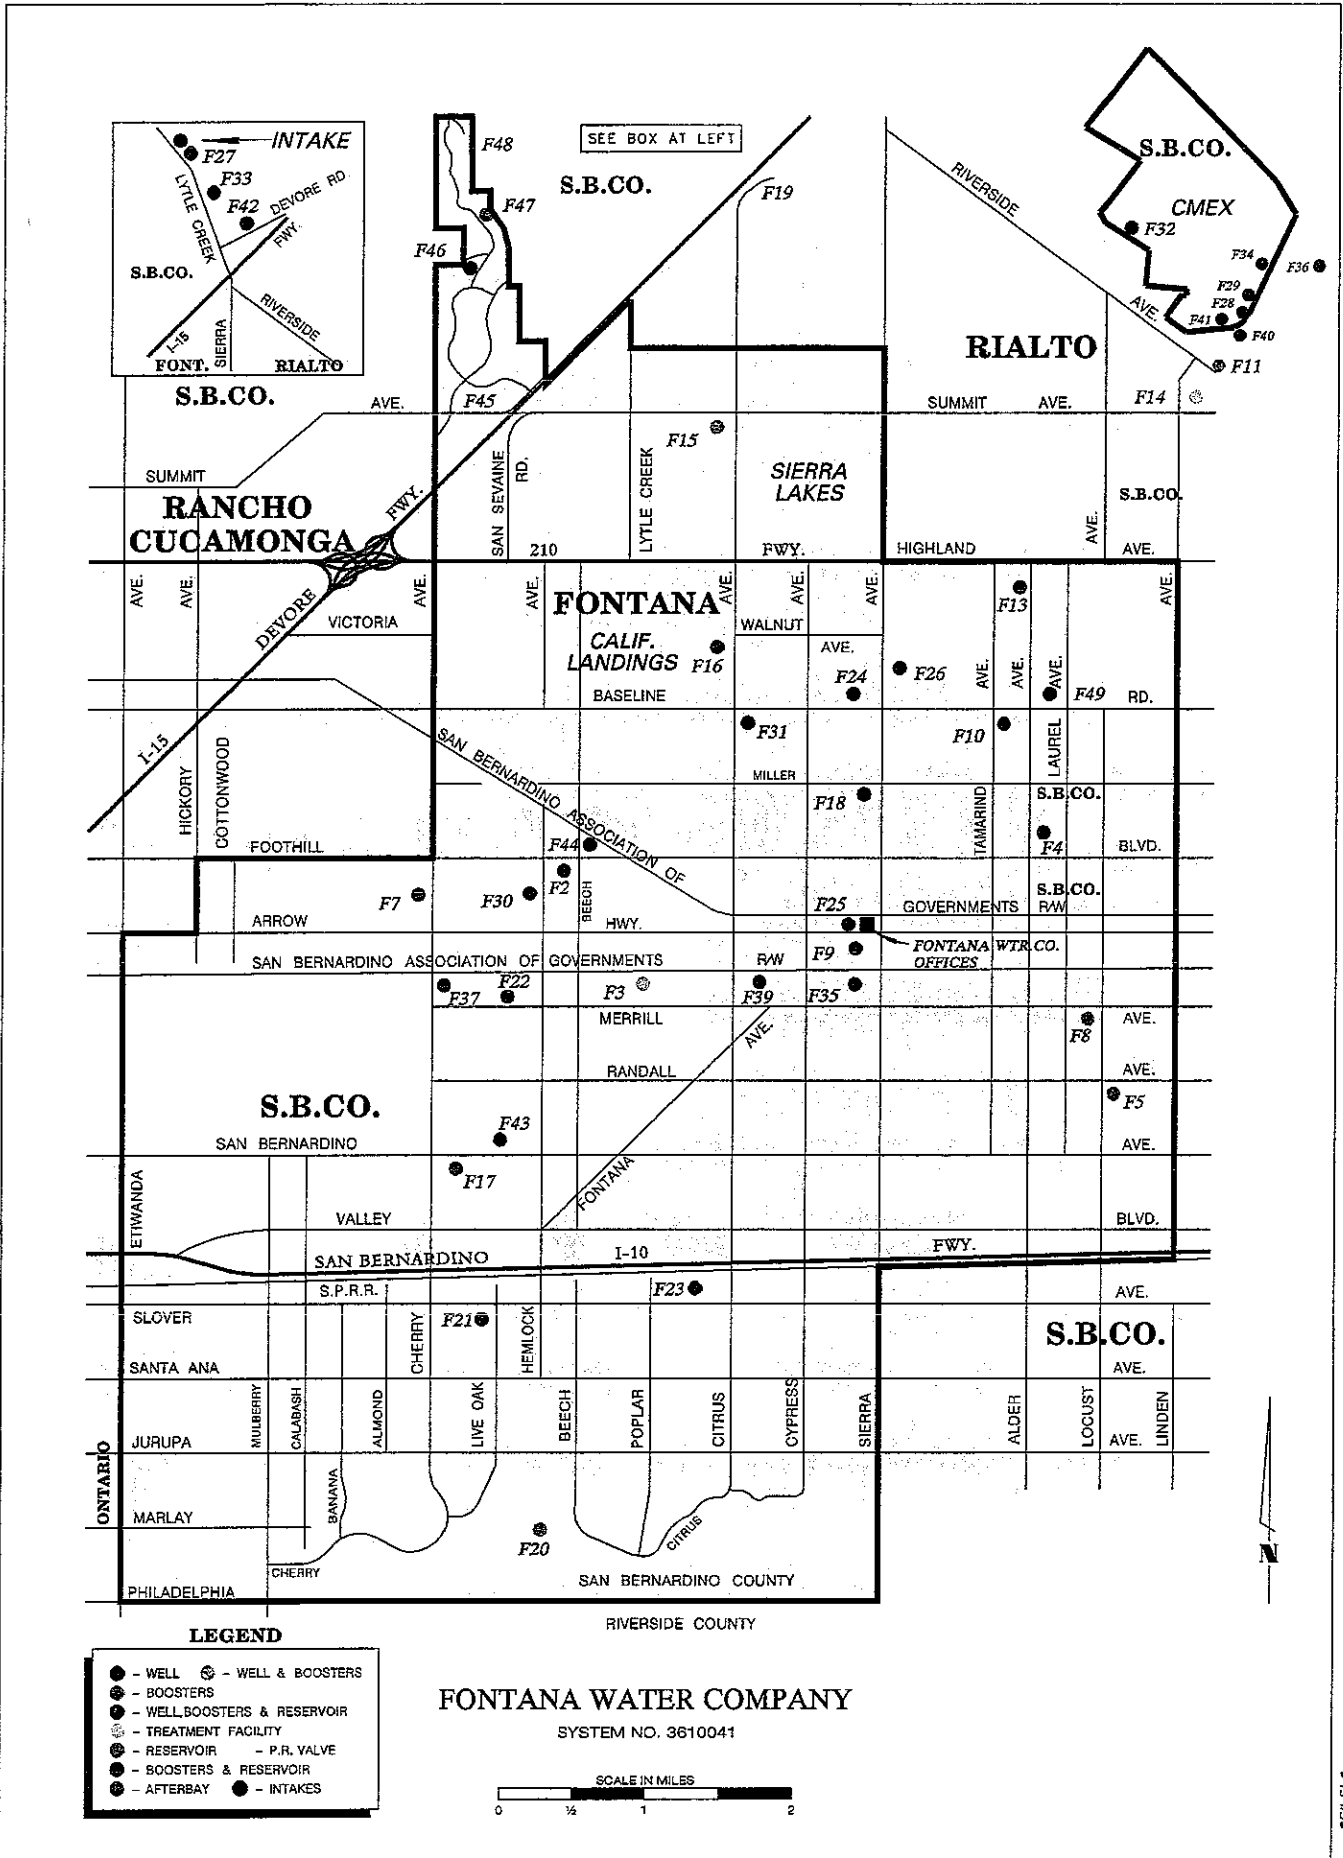 SEE BOX AT LEFT
INTAKE
F27
F33
F42
DEVORE RD.
LYTLE CREEK
FWY.
S.B.CO.
RIVERSIDE
I-15
SIERRA
FONT.
RIALTO
S.B.CO.
F48
F47
F46
F45
S.B.CO.
F19
RIVERSIDE
AVE.
S.B.CO.
CMEX
F32
F34
F36
F29
F28
F41
F40
F11
F14
RIALTO
AVE.
SUMMIT AVE.
SUMMIT
F15
SAN SEVAINE
RD.
LYTLE CREEK
SIERRA
LAKES
S.B.CO.
AVE.
RANCHO
CUCAMONGA
FWY.
210
FWY.
HIGHLAND
AVE.
AVE.
AVE.
AVE.
AVE.
AVE.
AVE.
AVE.
AVE.
DEVORE
VICTORIA
FONTANA
CALIF.
LANDINGS
F16
WALNUT
AVE.
F13
F24
F26
AVE.
AVE.
AVE.
F49
BASELINE
RD.
I-15
HICKORY
COTTONWOOD
SAN BERNARDINO ASSOCIATION OF
F31
F10
LAUREL
MILLER
F18
TAMARIND
S.B.CO.
F4
FOOTHILL
F44
BLVD.
F7
F30
F2
BEECH
S.B.CO.
F25
GOVERNMENTS R/W
ARROW
HWY.
FONTANA WTR.CO.
OFFICES
F9
SAN BERNARDINO ASSOCIATION OF GOVERNMENTS
R/W
F37
F22
F3
F39
F35
MERRILL
AVE.
F8
AVE.
RANDALL
AVE.
F5
S.B.CO.
F43
SAN BERNARDINO
AVE.
F17
FONTANA
ETIWANDA
VALLEY
BLVD.
SAN BERNARDINO
I-10
FWY.
S.P.R.R.
F23
AVE.
SLOVER
CHERRY
F21
HEMLOCK
S.B.CO.
SANTA ANA
AVE.
MULBERRY
CALABASH
ALMOND
LIVE OAK
BEECH
POPLAR
CITRUS
CYPRESS
SIERRA
ALDER
LOCUST
LINDEN
JURUPA
AVE.
ONTARIO
BANANA
MARLAY
F20
CITRUS
CHERRY
SAN BERNARDINO COUNTY
PHILADELPHIA
RIVERSIDE COUNTY
N
LEGEND
- WELL - WELL & BOOSTERS
- BOOSTERS
- WELL,BOOSTERS & RESERVOIR
- TREATMENT FACILITY
- RESERVOIR - P.R. VALVE
- BOOSTERS & RESERVOIR
- AFTERBAY - INTAKES
FONTANA WATER COMPANY
SYSTEM NO. 3610041
SCALE IN MILES
0 ½ 1 2